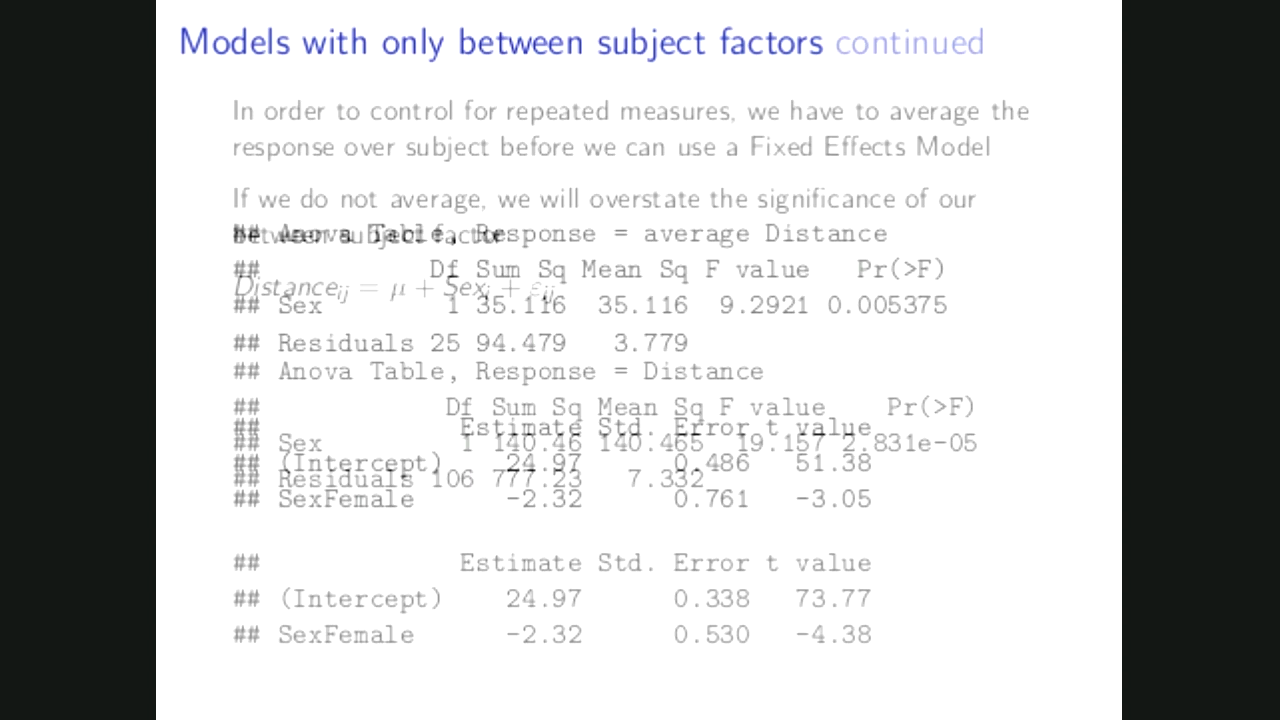 Models with only between subject factors continued
In order to control for repeated measures, we have to average the
response over subject before we can use a Fixed Effects Model
If we do not average, we will overstate the significance of our
between subject factor
## Anova Table, Response = average Distance
## Df Sum Sq Mean Sq F value Pr(>F)
Distance_ij = μ + Sex_i + ε_ij
## Sex 1 35.116 35.116 9.2921 0.005375
## Residuals 25 94.479 3.779
## Anova Table, Response = Distance
## Df Sum Sq Mean Sq F value Pr(>F)
## Estimate Std. Error t value
## Sex 1 140.46 140.465 19.157 2.831e-05
## (Intercept) 24.97 0.486 51.38
## Residuals 106 777.23 7.332
## SexFemale -2.32 0.761 -3.05
## Estimate Std. Error t value
## (Intercept) 24.97 0.338 73.77
## SexFemale -2.32 0.530 -4.38